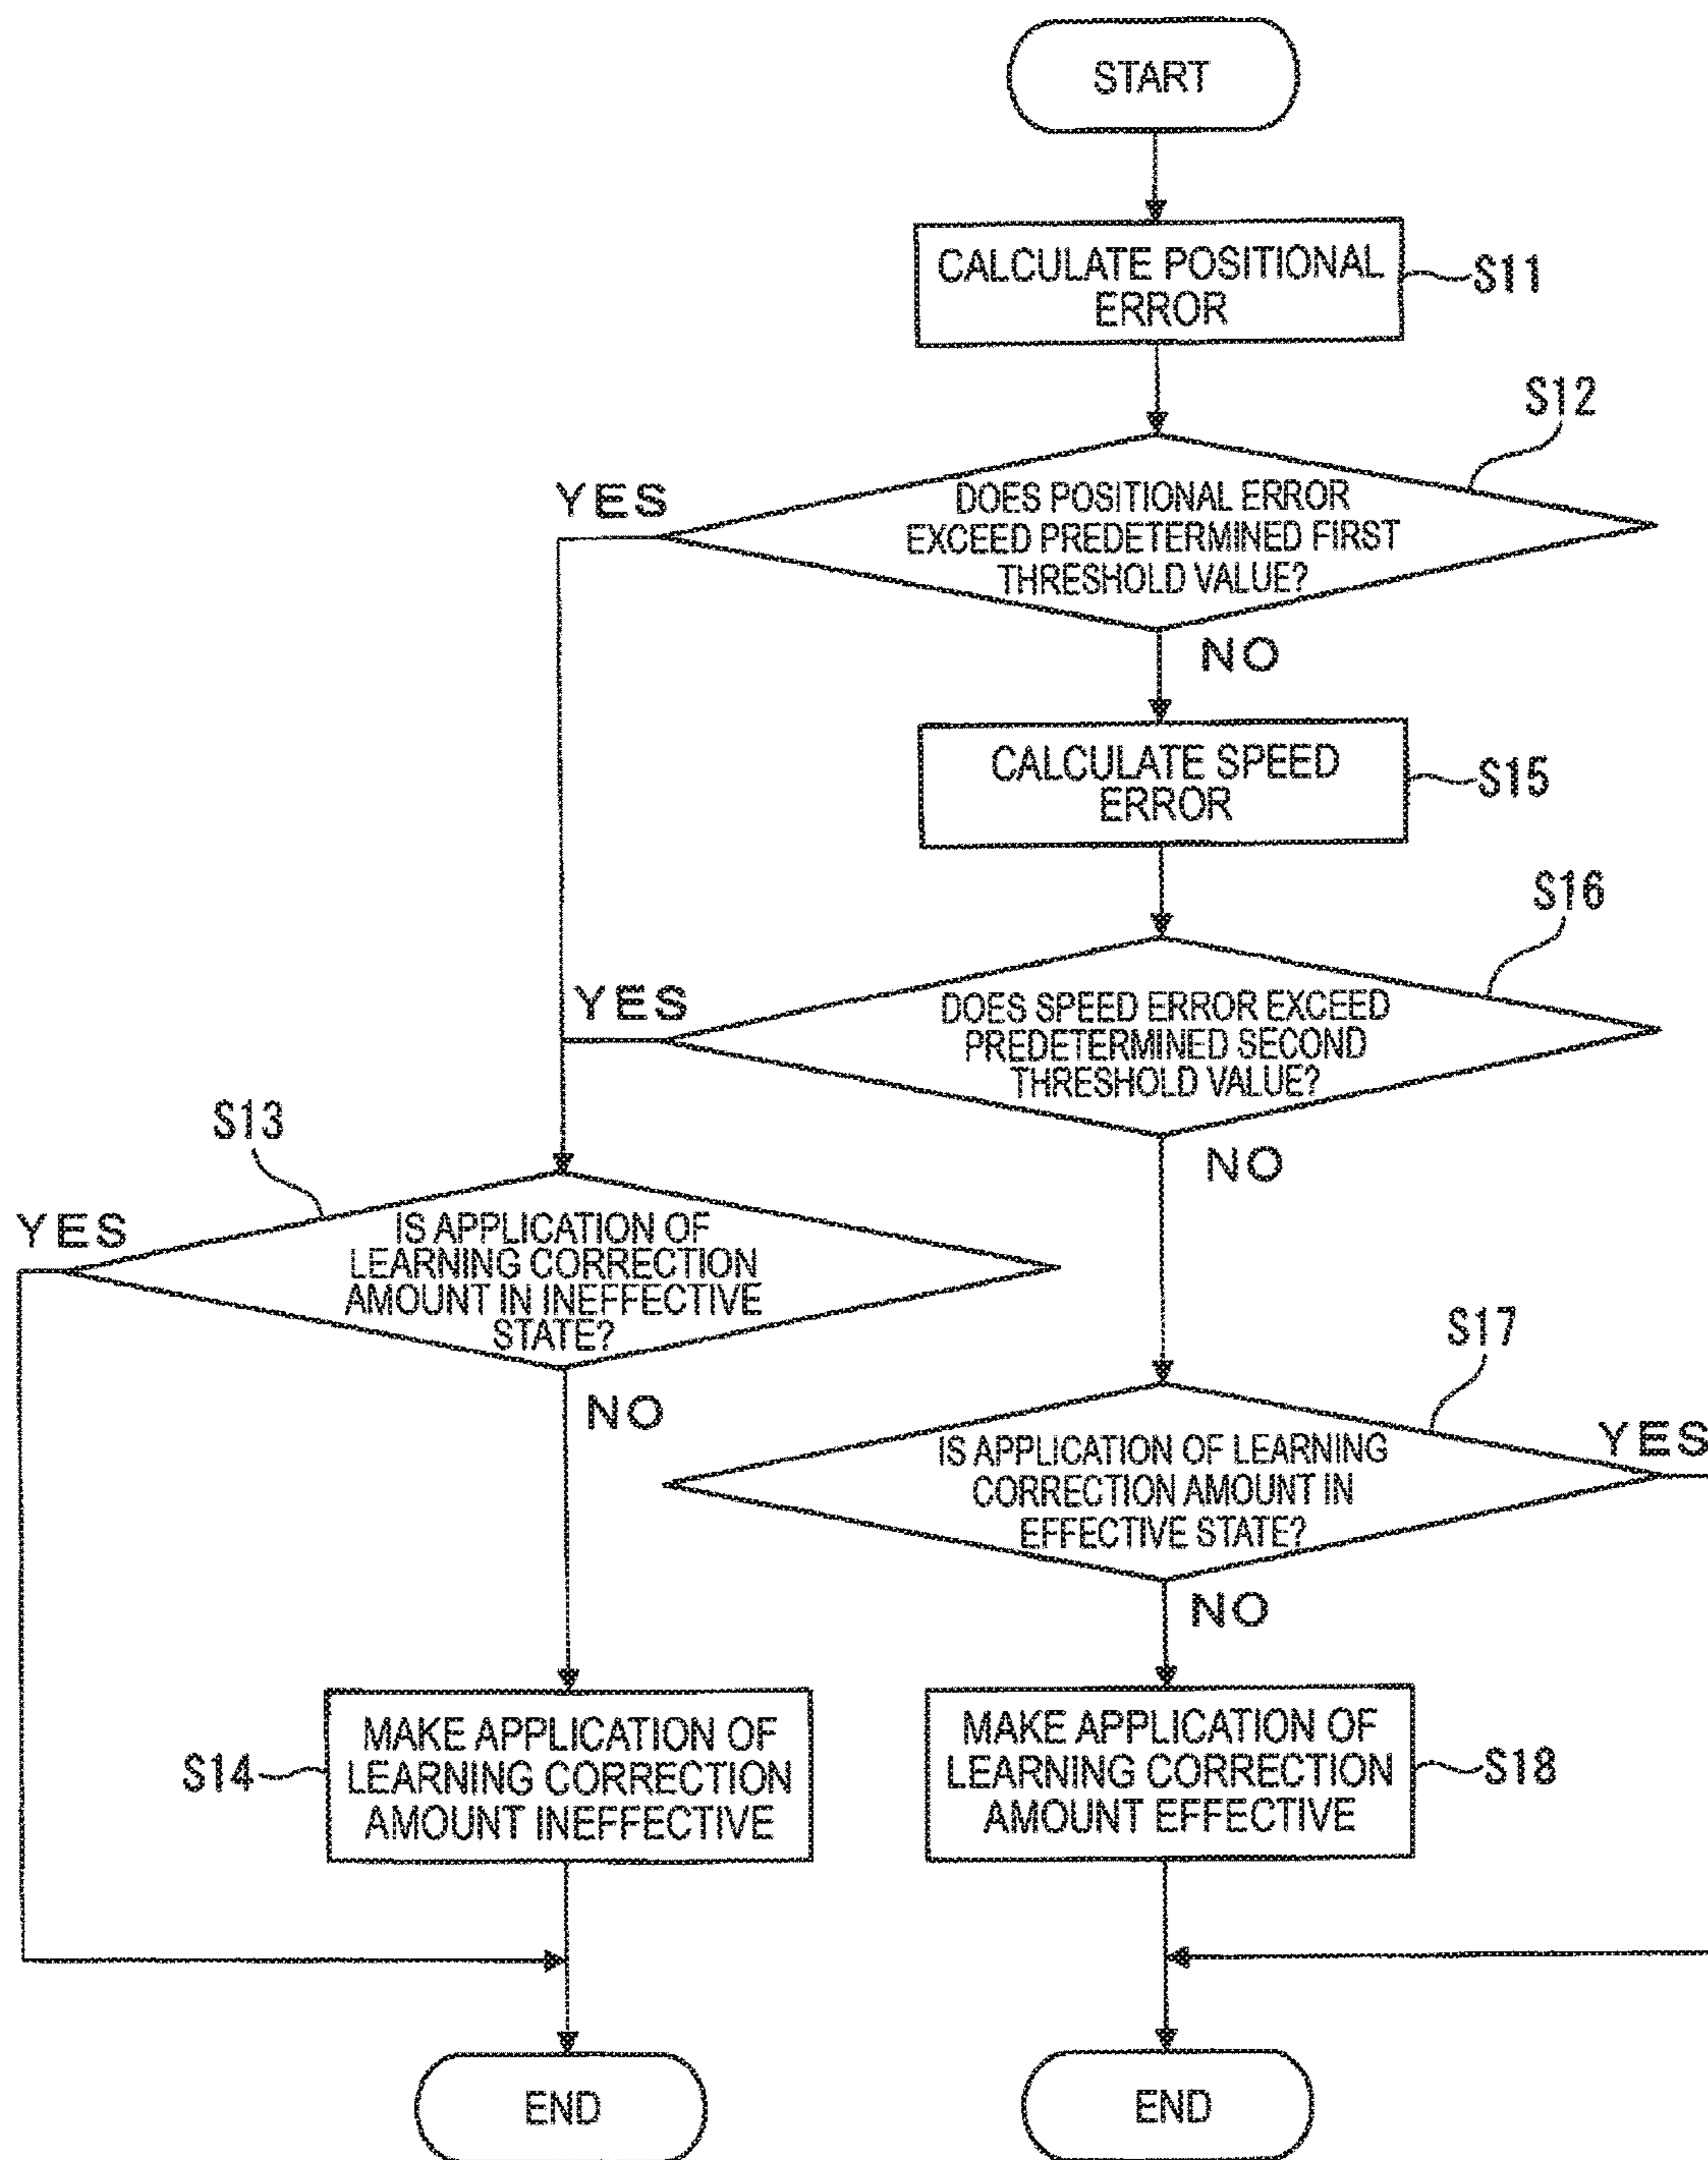 START
CALCULATE POSITIONAL
ERROR
S11
S12
YES
DOES POSITIONAL ERROR
EXCEED PREDETERMINED FIRST
THRESHOLD VALUE?
NO
CALCULATE SPEED
ERROR
S15
S16
YES
DOES SPEED ERROR EXCEED
PREDETERMINED SECOND
THRESHOLD VALUE?
NO
S13
YES
IS APPLICATION OF
LEARNING CORRECTION
AMOUNT IN INEFFECTIVE
STATE?
NO
S17
YES
IS APPLICATION OF LEARNING
CORRECTION AMOUNT IN
EFFECTIVE STATE?
NO
S14
MAKE APPLICATION OF
LEARNING CORRECTION
AMOUNT INEFFECTIVE
MAKE APPLICATION OF
LEARNING CORRECTION
AMOUNT EFFECTIVE
S18
END
END